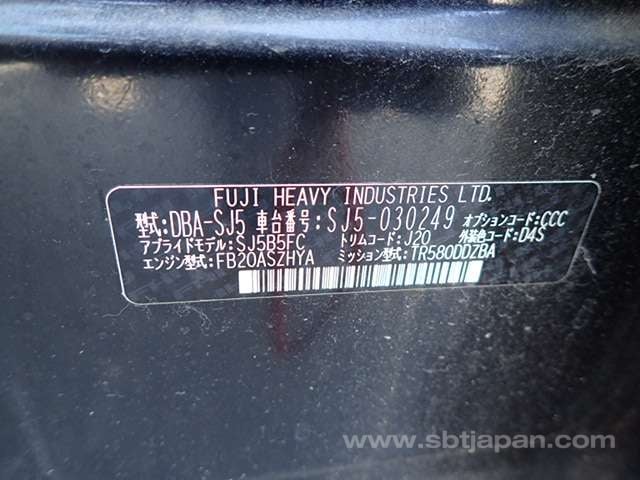 FUJI HEAVY INDUSTRIES LTD.
型式:DBA-SJ5 車台番号:SJ5-030249 オプションコード:CCC
アプライドモデル:SJ5B5FC トリムコード:J20 外装色コード:D4S
エンジン型式:FB20ASZHYA ミッション型式:TR580DDZBA
www.sbtjapan.com